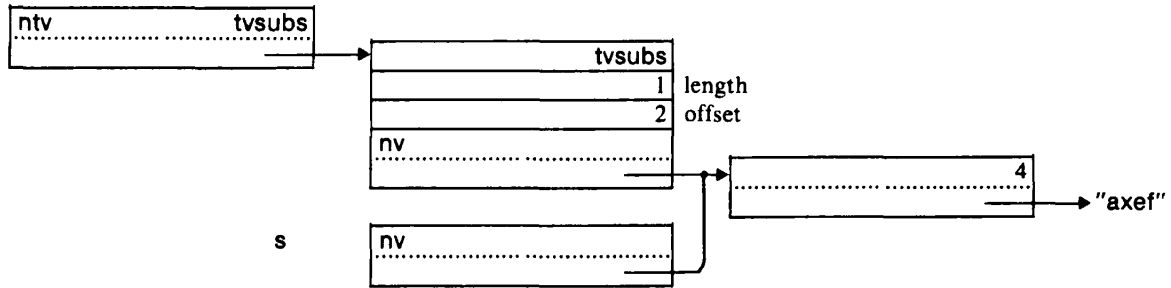 ntv tvsubs
tvsubs
1 length
2 offset
nv
4
"axef"
s nv